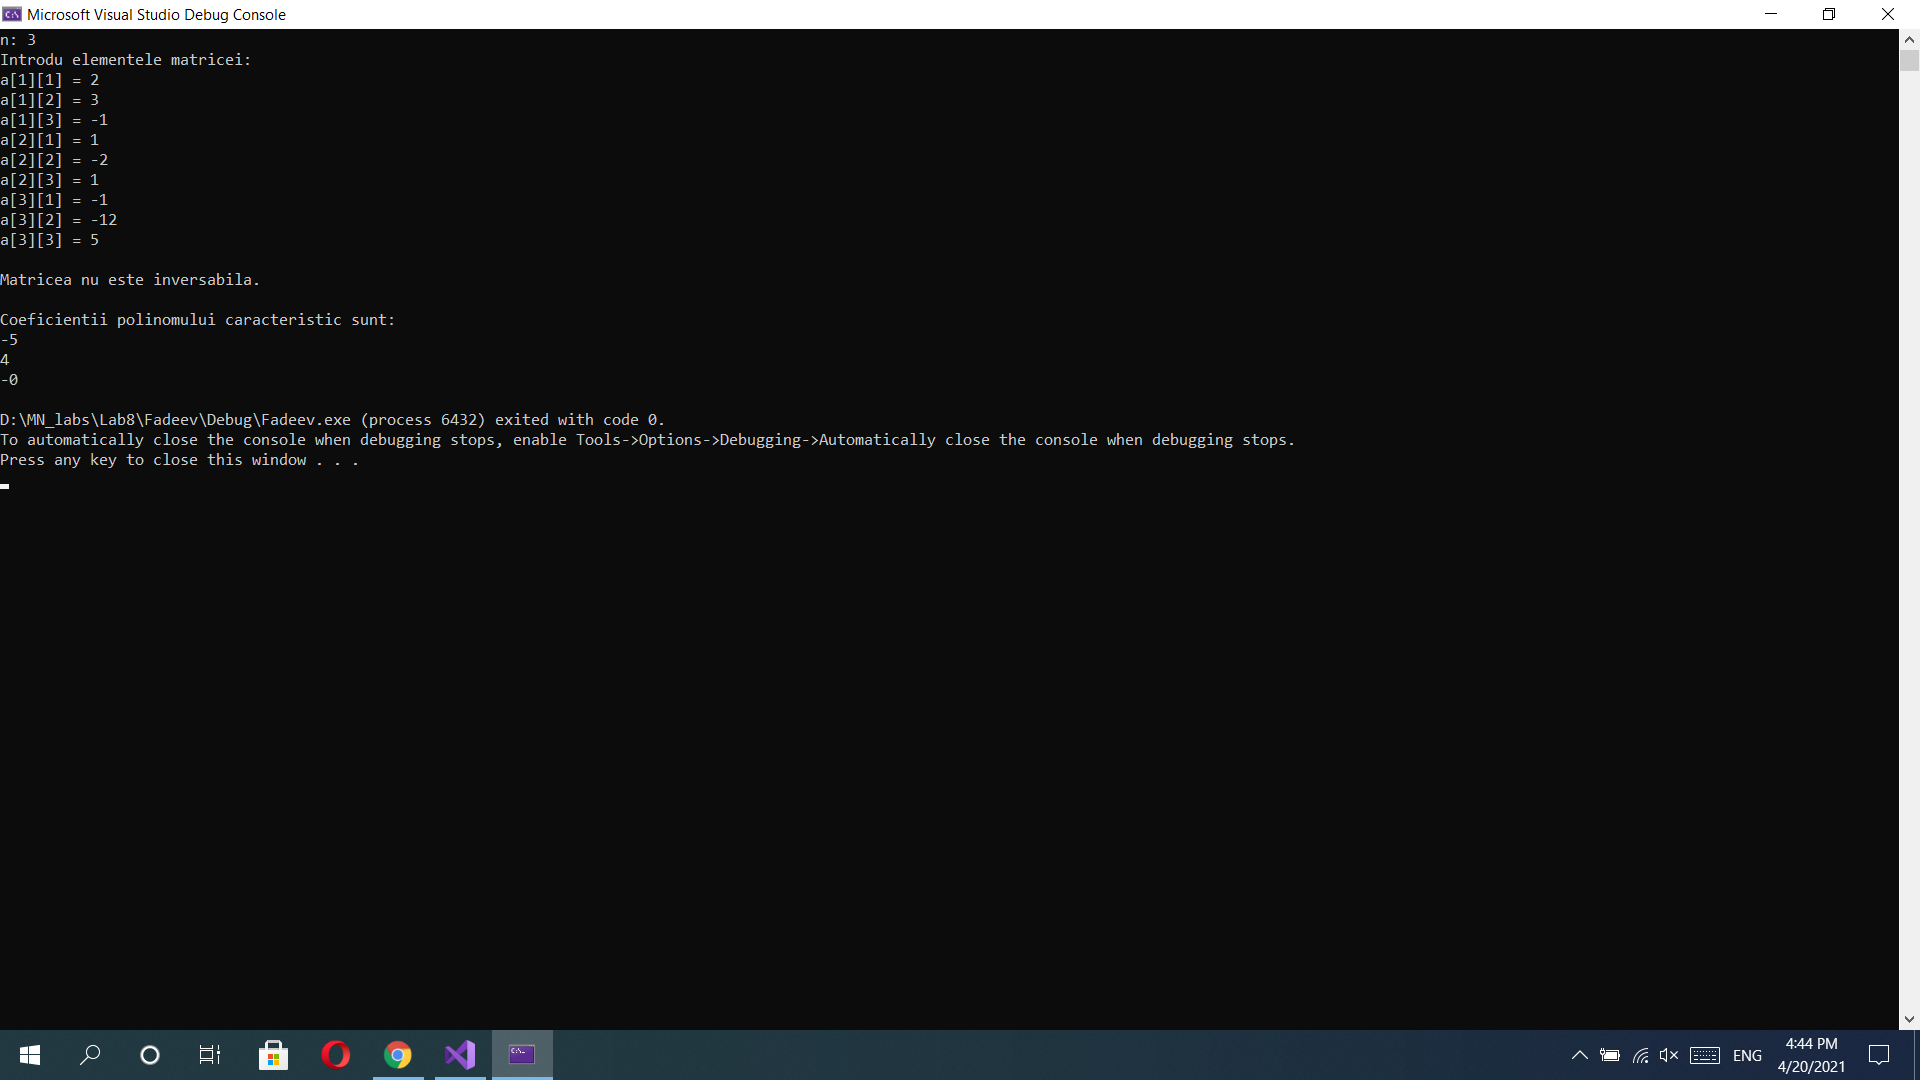 Microsoft Visual Studio Debug Console
n: 3
Introdu elementele matricei:
a[1][1] = 2
a[1][2] = 3
a[1][3] = -1
a[2][1] = 1
a[2][2] = -2
a[2][3] = 1
a[3][1] = -1
a[3][2] = -12
a[3][3] = 5
Matricea nu este inversabila.
Coeficientii polinomului caracteristic sunt:
-5
4
-0
D:\MN_labs\Lab8\Fadeev\Debug\Fadeev.exe (process 6432) exited with code 0.
To automatically close the console when debugging stops, enable Tools->Options->Debugging->Automatically close the console when debugging stops.
Press any key to close this window . . .
ENG
4:44 PM
4/20/2021